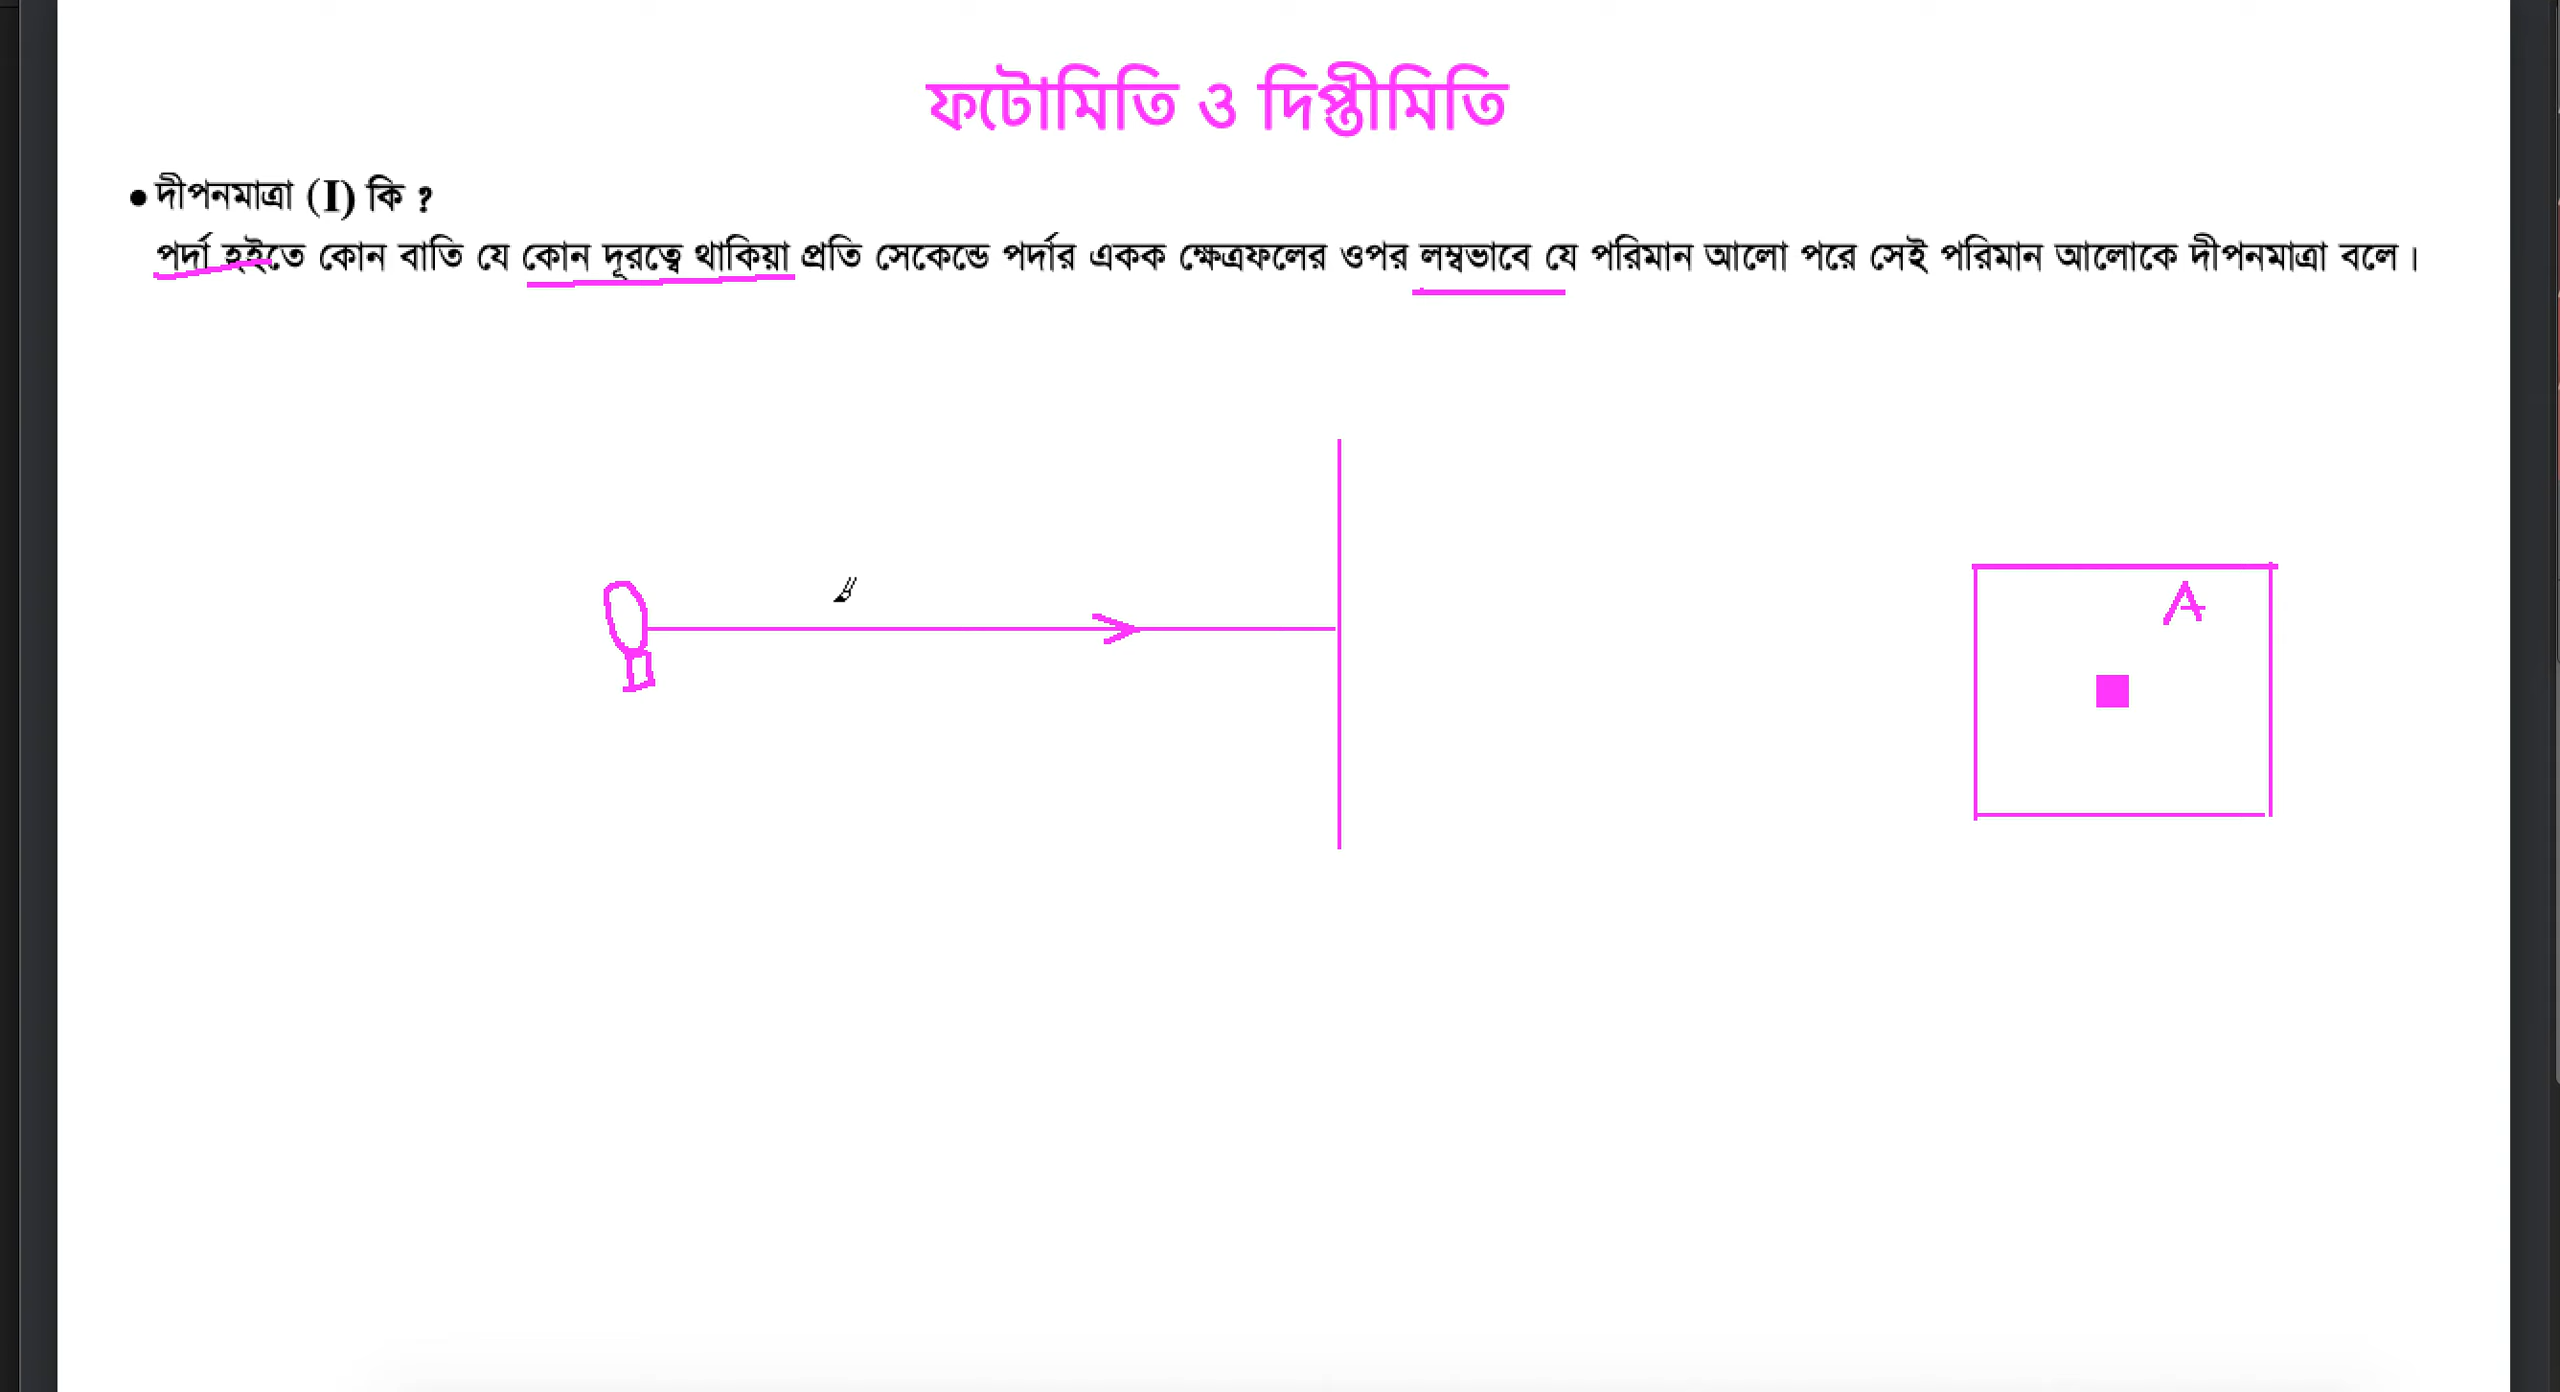 ফটোমিতি ও দিপ্তীমিতি
• দীপনমাত্রা (I) কি ?
পর্দা হইতে কোন বাতি যে কোন দূরত্বে থাকিয়া প্রতি সেকেন্ডে পর্দার একক ক্ষেত্রফলের ওপর লম্বভাবে যে পরিমান আলো পরে সেই পরিমান আলোকে দীপনমাত্রা বলে ।
A